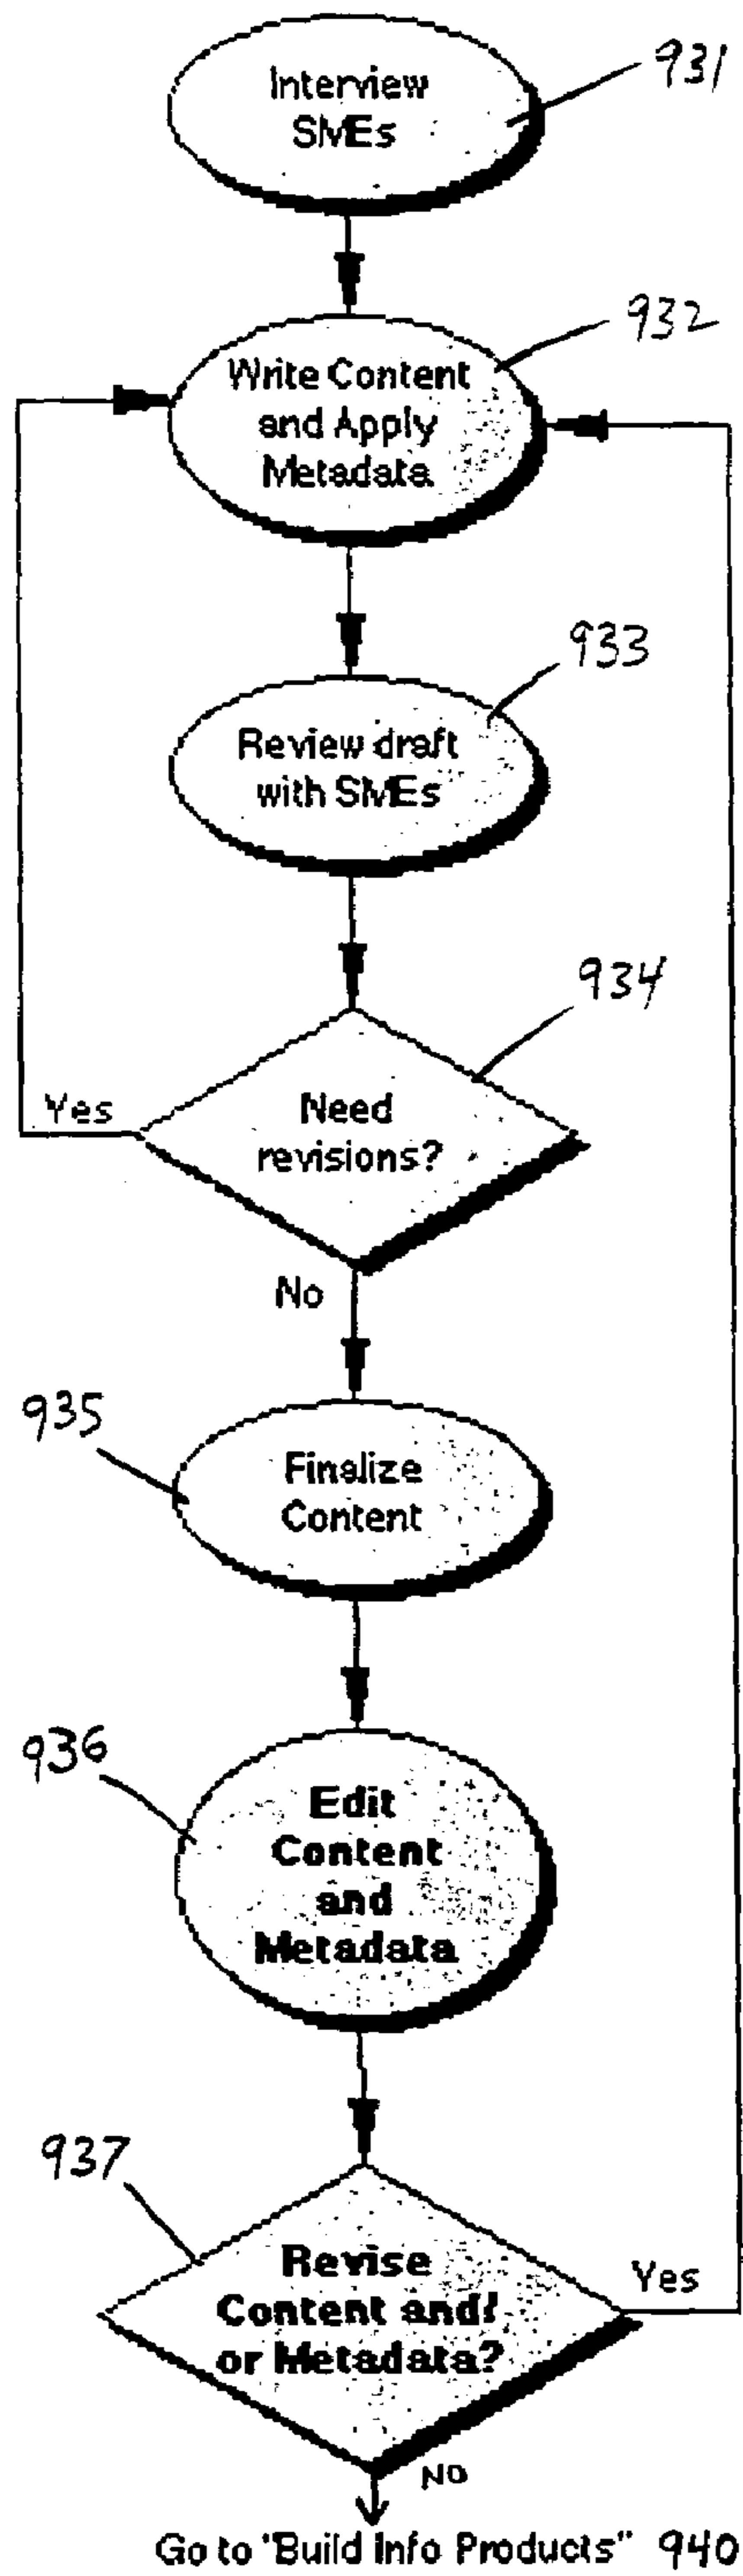 931
Interview
SMEs
932
Write Content
and Apply
Metadata
933
Review draft
with SMEs
934
Yes
Need
revisions?
No
935
Finalize
Content
936
Edit
Content
and
Metadata
937
Revise
Content and/
or Metadata?
Yes
NO
Go to "Build Info Products" 940